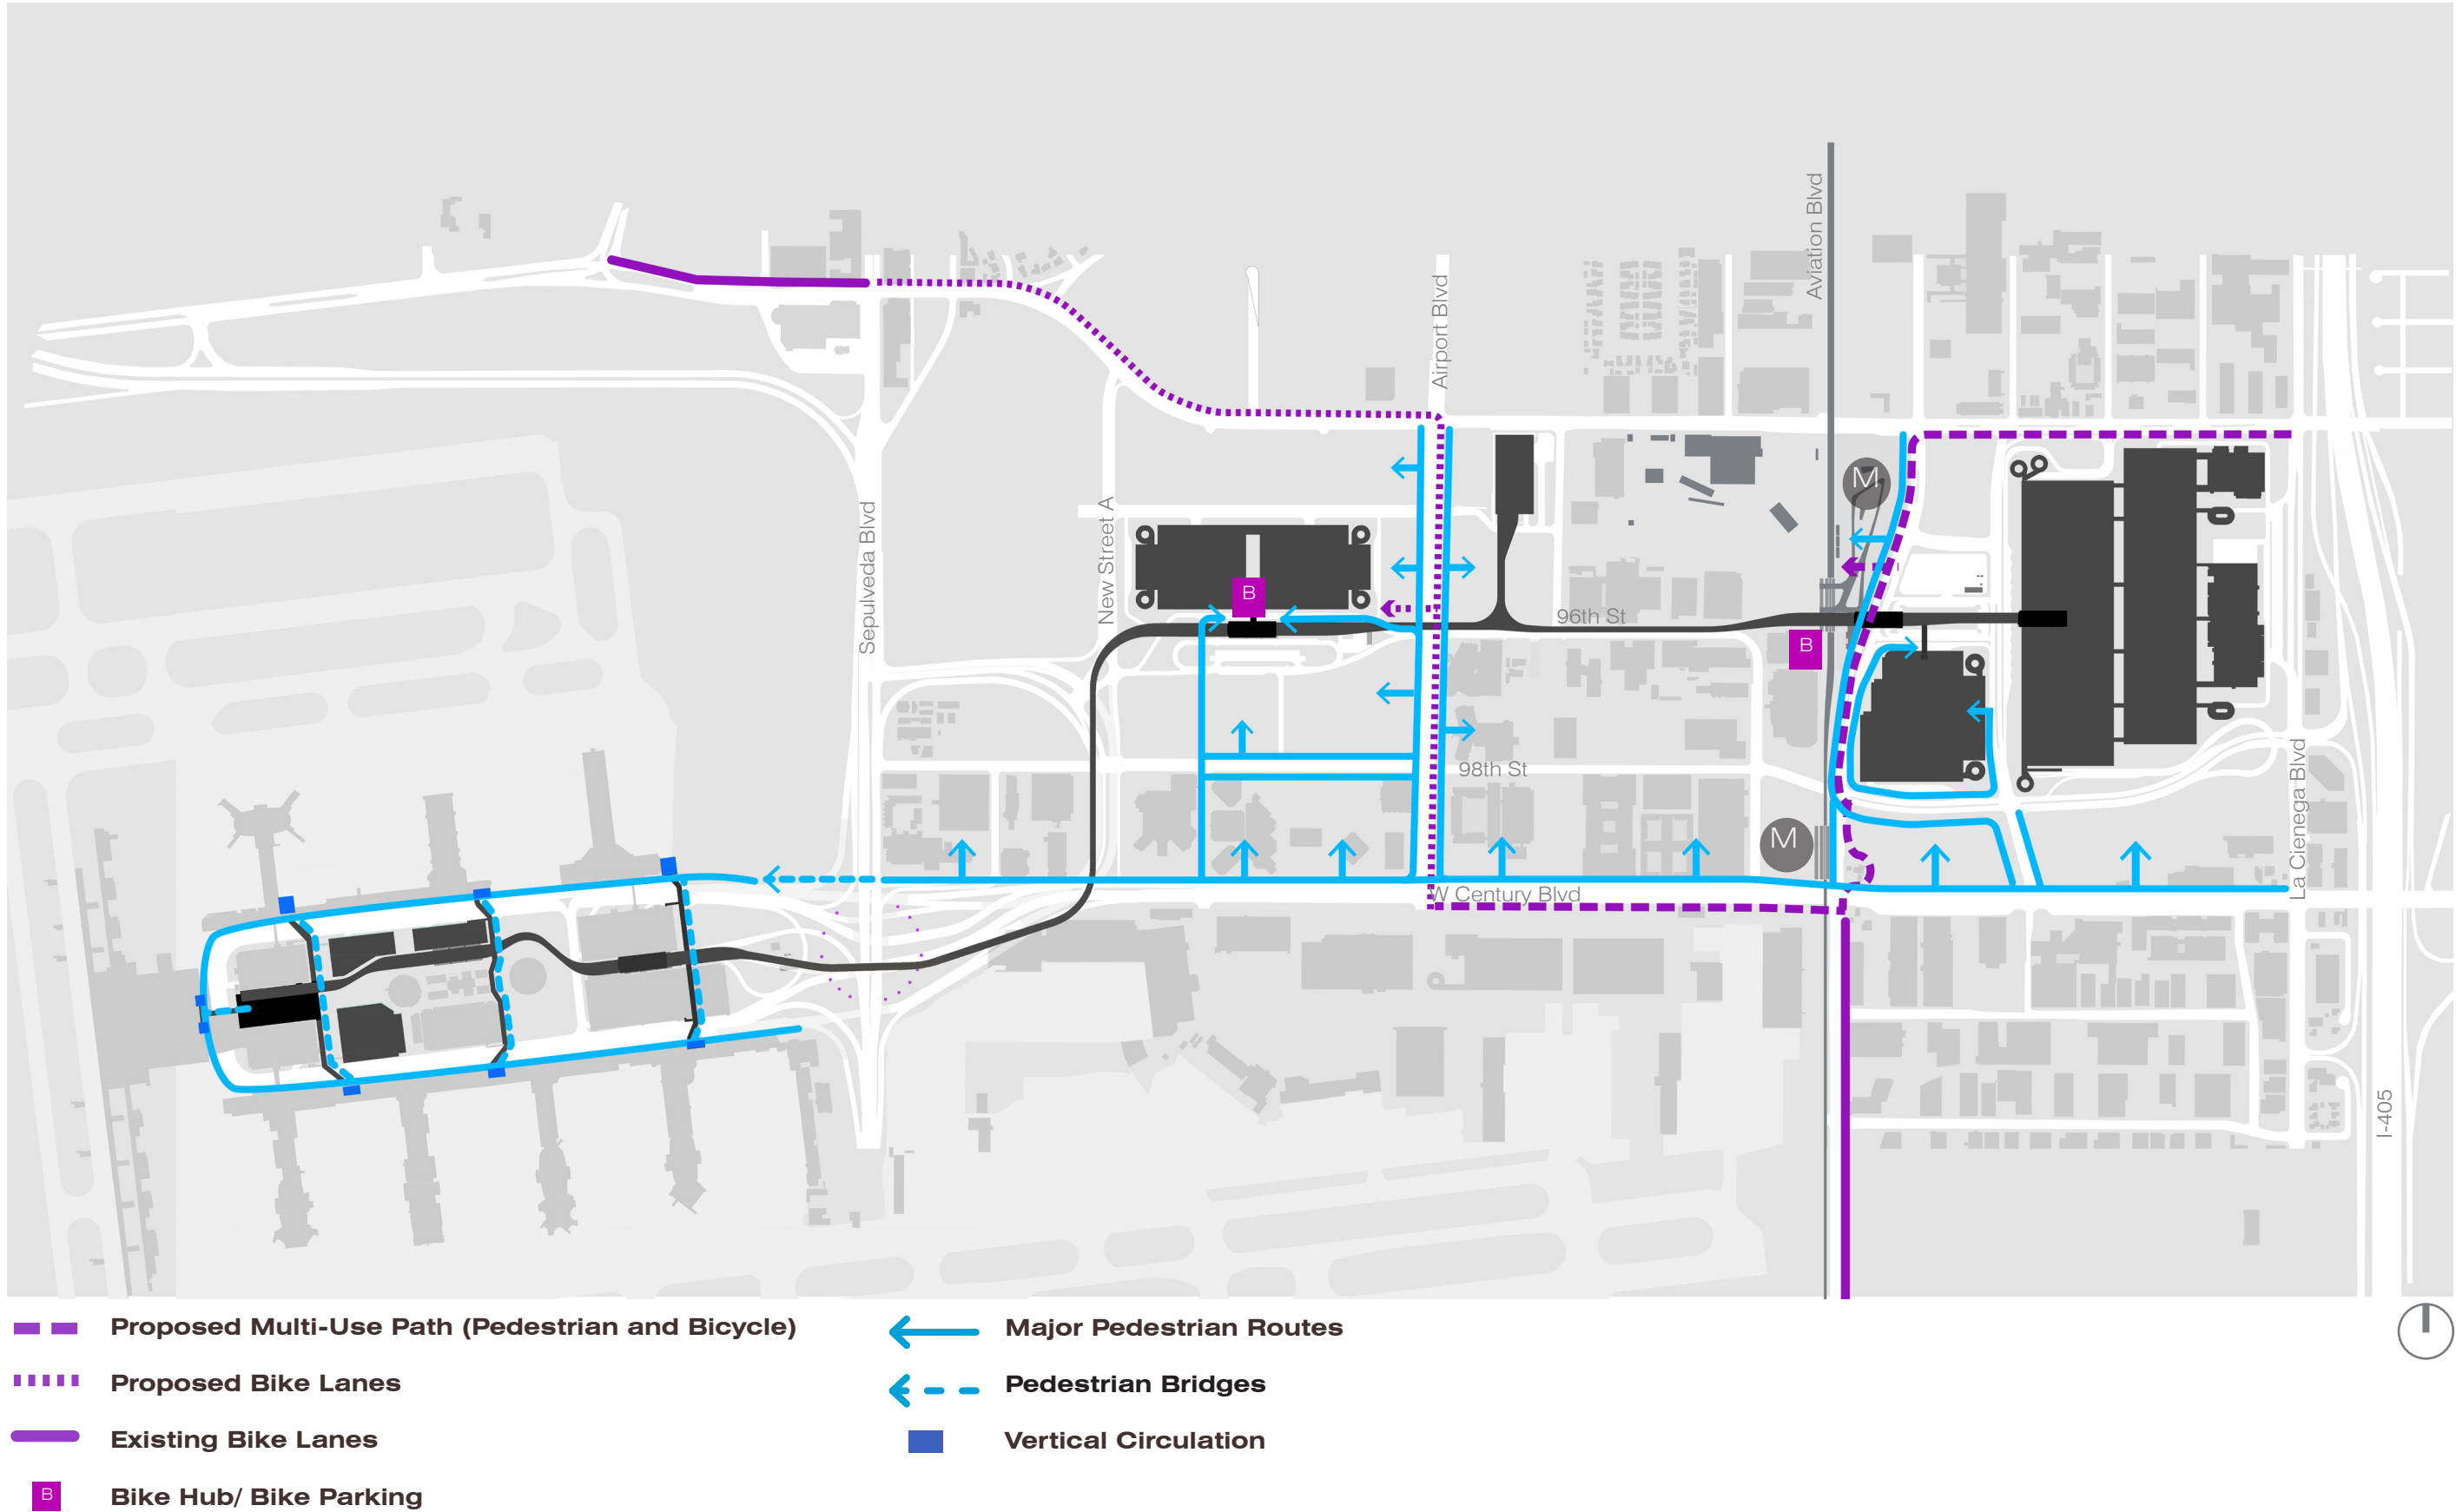 Aviation Blvd
Airport Blvd
M
New Street A
Sepulveda Blvd
B
96th St
B
98th St
La Cienega Blvd
M
W Century Blvd
I-405
Proposed Multi-Use Path (Pedestrian and Bicycle)
Major Pedestrian Routes
Proposed Bike Lanes
Pedestrian Bridges
Existing Bike Lanes
Vertical Circulation
B
Bike Hub/ Bike Parking